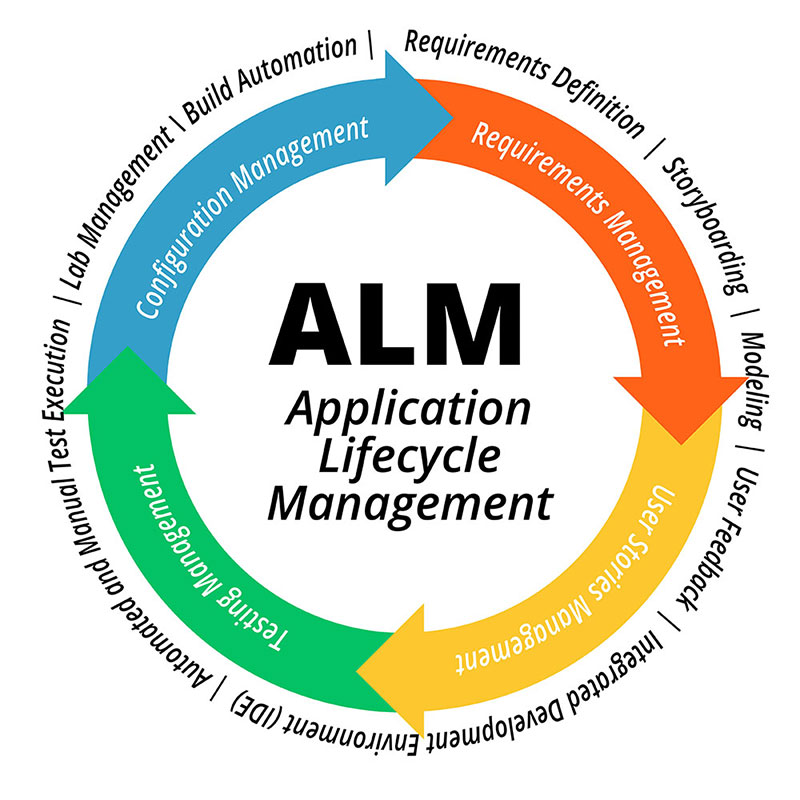 ALM
Application
Lifecycle
Management
Requirements Management
User Stories Management
Testing Management
Configuration Management
Requirements Definition | Storyboarding | Modeling | User Feedback | Integrated Development Environment (IDE) | Automated and Manual Test Execution | Lab Management | Build Automation |